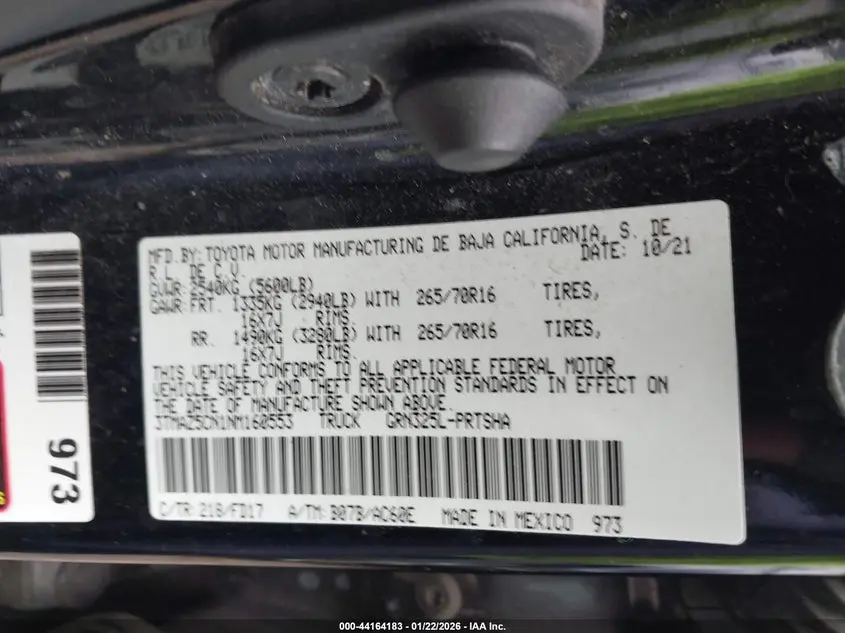 MFD. BY: TOYOTA MOTOR MANUFACTURING DE BAJA CALIFORNIA, S. DE
R.L. DE C.V. DATE: 10/21
GVWR: 2540KG (5600LB)
GAWR: FRT. 1335KG (2940LB) WITH 265/70R16 TIRES,
16X7J RIMS.
RR. 1490KG (3280LB) WITH 265/70R16 TIRES,
16X7J RIMS.
THIS VEHICLE CONFORMS TO ALL APPLICABLE FEDERAL MOTOR
VEHICLE SAFETY AND THEFT PREVENTION STANDARDS IN EFFECT ON
THE DATE OF MANUFACTURE SHOWN ABOVE.
3TMAZ5CN1NM160553 TRUCK GRN325L-PRTSHA
C/TR: 218/FD17 A/TM: B07B/AC60E MADE IN MEXICO 973
973
000-44164183 - 01/22/2026 - IAA Inc.